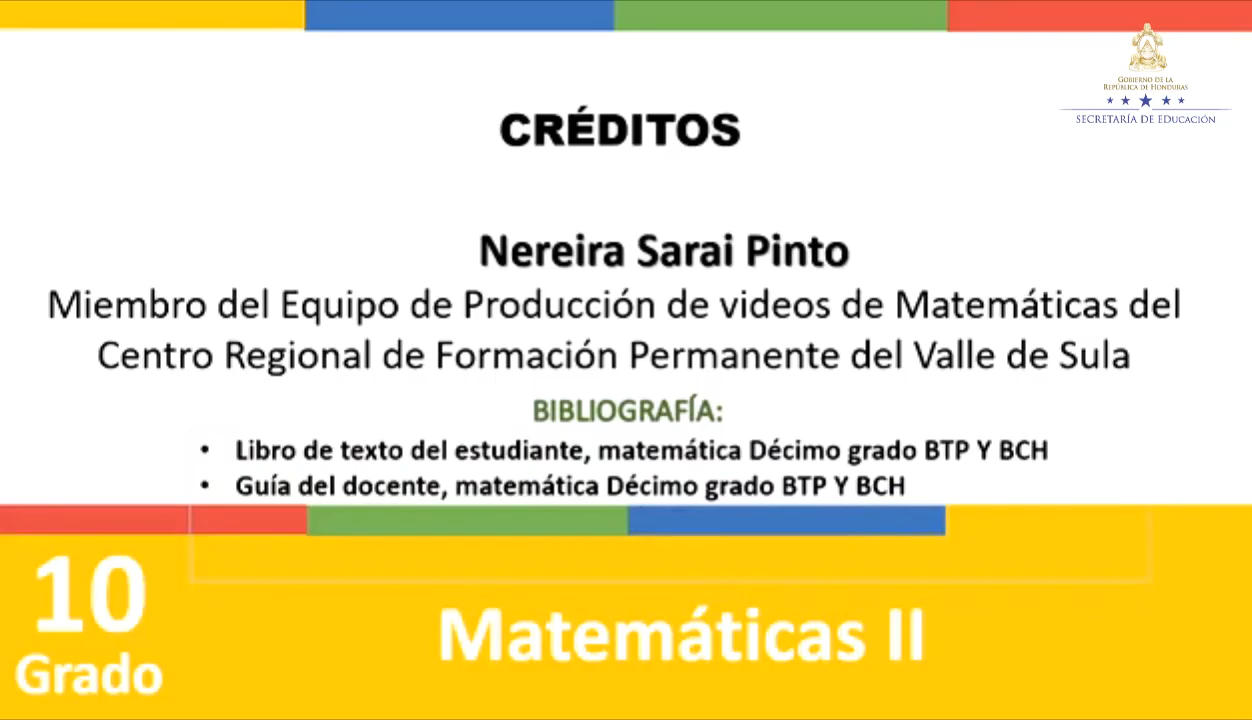 GOBIERNO DE LA
REPÚBLICA DE HONDURAS
SECRETARÍA DE EDUCACIÓN
CRÉDITOS
Nereira Sarai Pinto
Miembro del Equipo de Producción de videos de Matemáticas del
Centro Regional de Formación Permanente del Valle de Sula
BIBLIOGRAFÍA:
• Libro de texto del estudiante, matemática Décimo grado BTP Y BCH
• Guía del docente, matemática Décimo grado BTP Y BCH
10
Grado
Matemáticas II